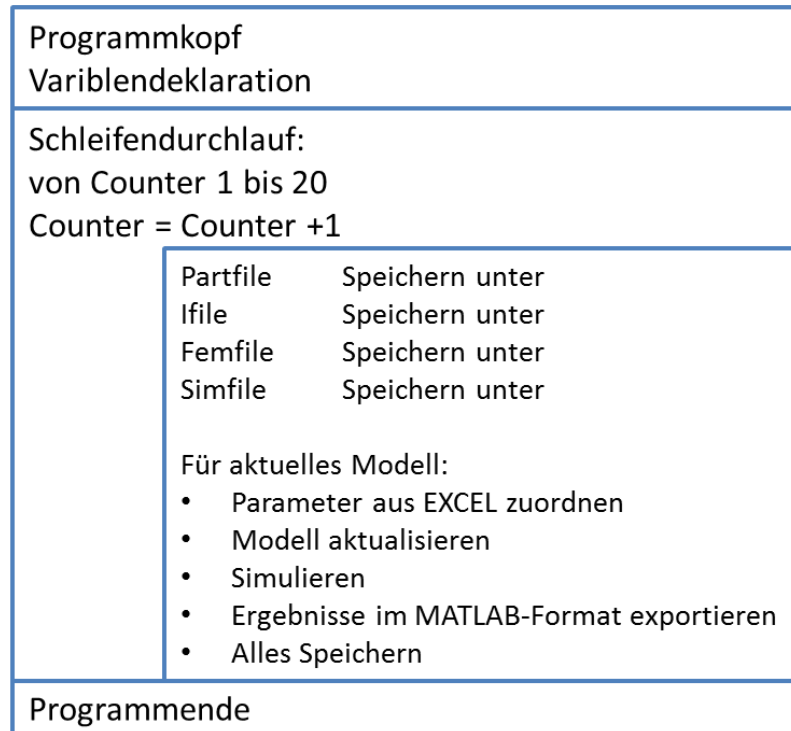 Programmkopf
Variblendeklaration
Schleifendurchlauf:
von Counter 1 bis 20
Counter = Counter +1
Partfile Speichern unter
Ifile Speichern unter
Femfile Speichern unter
Simfile Speichern unter
Für aktuelles Modell:
• Parameter aus EXCEL zuordnen
• Modell aktualisieren
• Simulieren
• Ergebnisse im MATLAB-Format exportieren
• Alles Speichern
Programmende